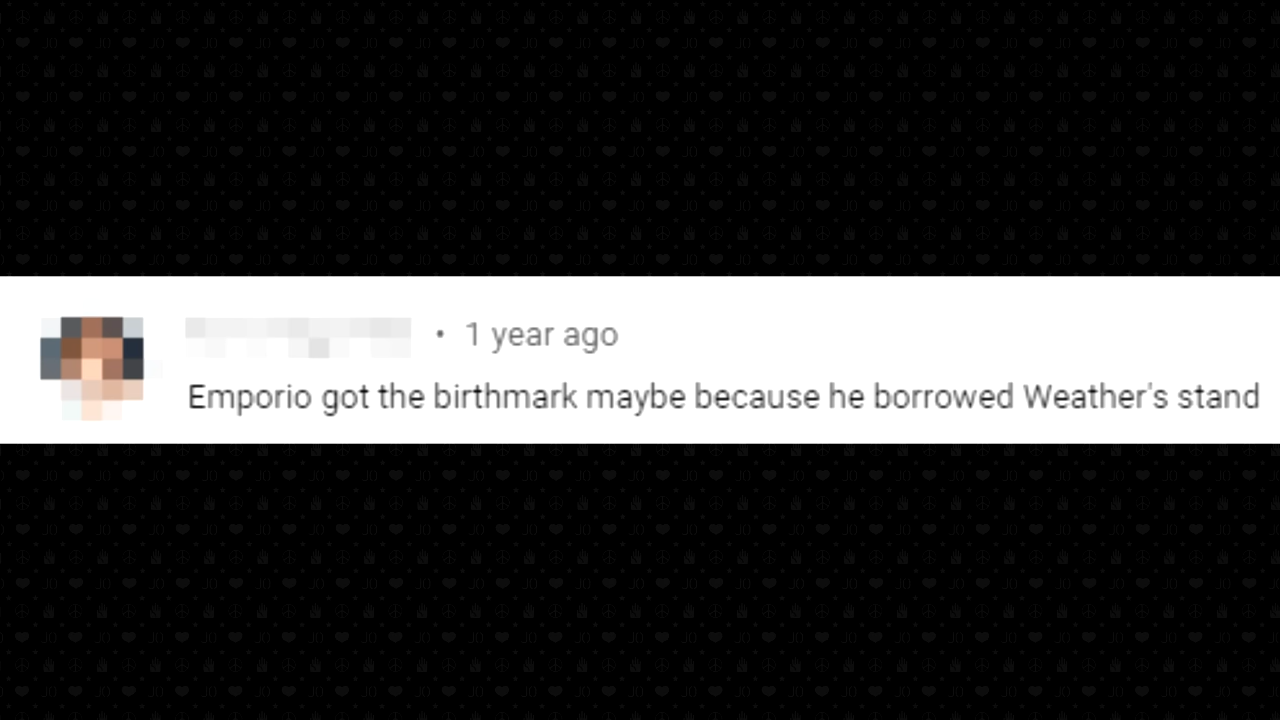 • 1 year ago
Emporio got the birthmark maybe because he borrowed Weather's stand